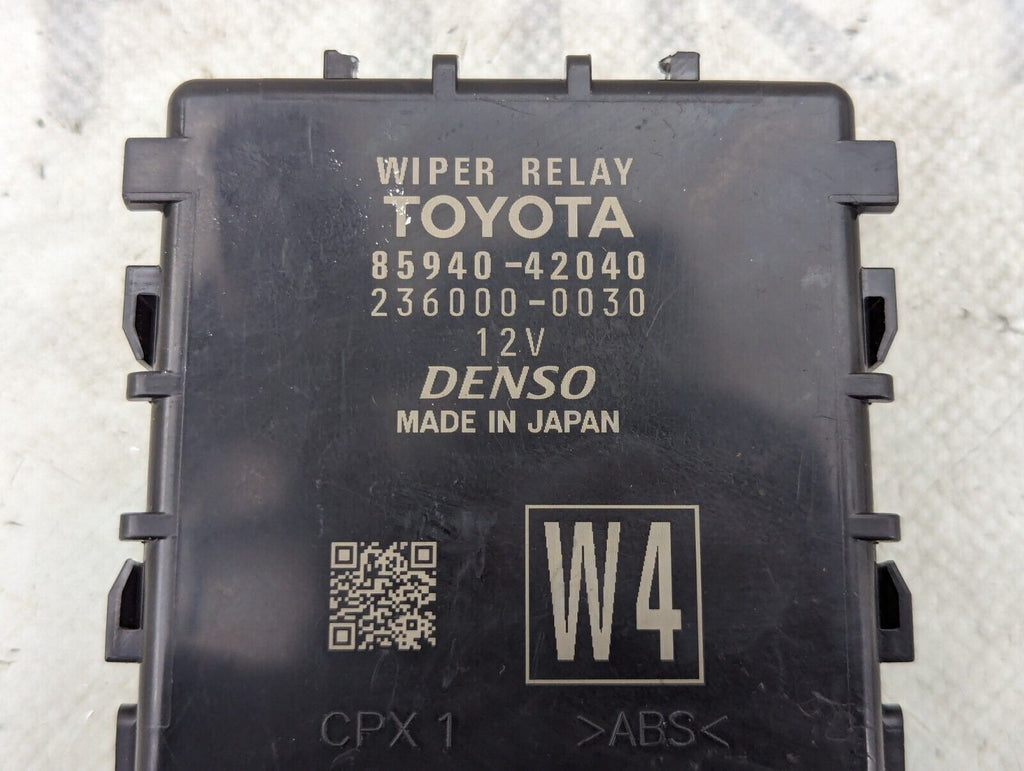 WIPER RELAY
TOYOTA
85940-42040
236000-0030
12V
DENSO
MADE IN JAPAN
W4
CPX 1 >ABS<